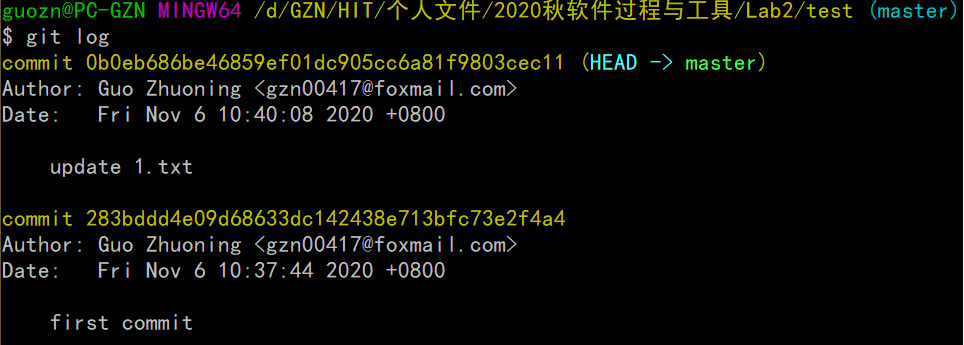 guozn@PC-GZN MINGW64 /d/GZN/HIT/个人文件/2020秋软件过程与工具/Lab2/test (master)
$ git log
commit 0b0eb686be46859ef01dc905cc6a81f9803cec11 (HEAD -> master)
Author: Guo Zhuoning <gzn00417@foxmail.com>
Date:   Fri Nov 6 10:40:08 2020 +0800
    update 1.txt
commit 283bddd4e09d68633dc142438e713bfc73e2f4a4
Author: Guo Zhuoning <gzn00417@foxmail.com>
Date:   Fri Nov 6 10:37:44 2020 +0800
    first commit